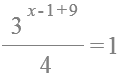 3^{x-1+9}/4 = 1